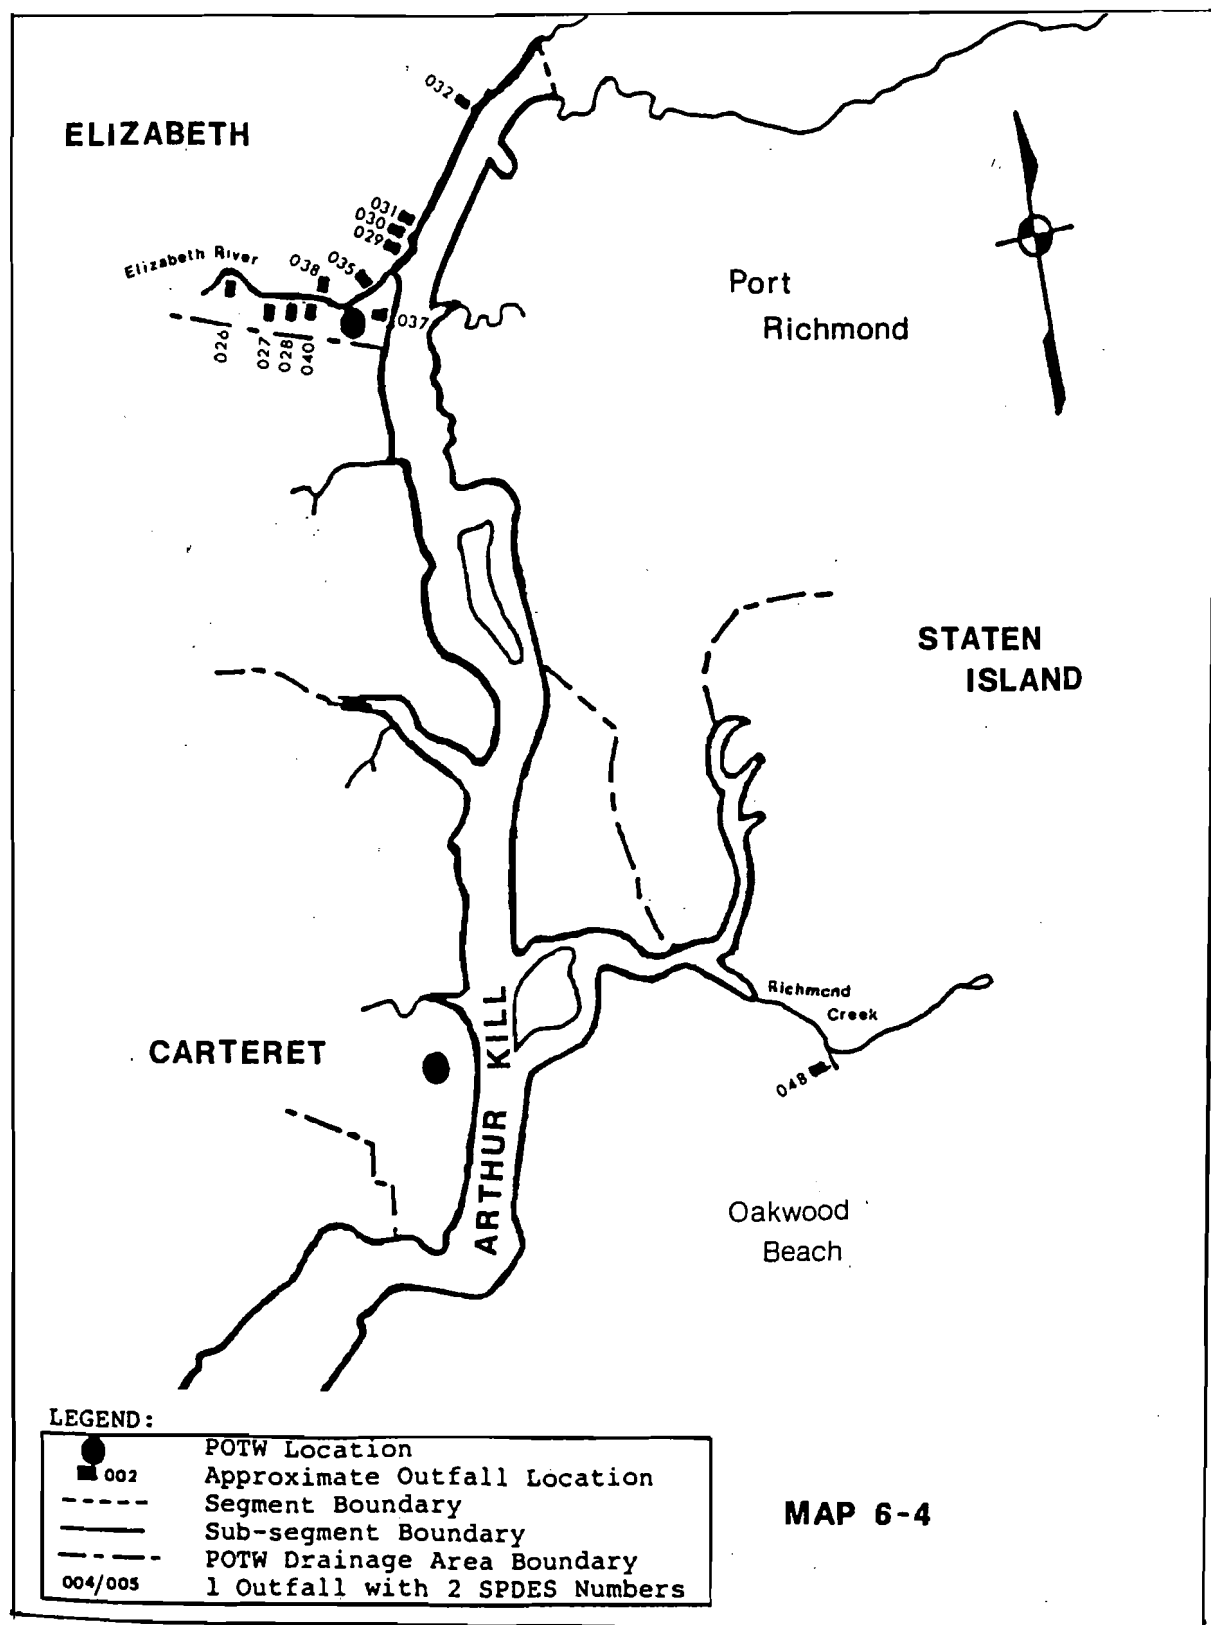 032
ELIZABETH
031
030
029
Elizabeth River
038
035
037
026
027
028
040
Port
Richmond
STATEN
ISLAND
Richmond
Creek
048
CARTERET
ARTHUR KILL
Oakwood
Beach
LEGEND:
POTW Location
002 Approximate Outfall Location
Segment Boundary
Sub-segment Boundary
POTW Drainage Area Boundary
004/005 1 Outfall with 2 SPDES Numbers
MAP 6-4